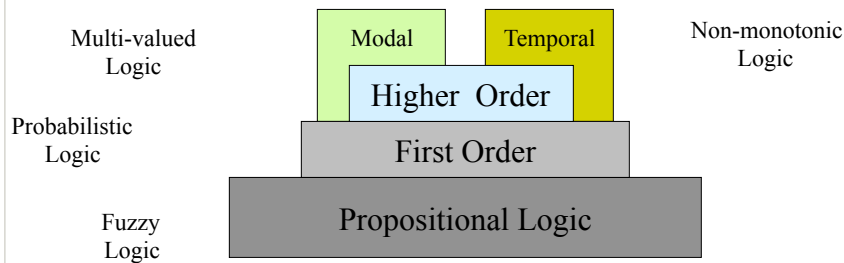 Multi-valued
Logic
Modal
Temporal
Non-monotonic
Logic
Higher Order
Probabilistic
Logic
First Order
Propositional Logic
Fuzzy
Logic